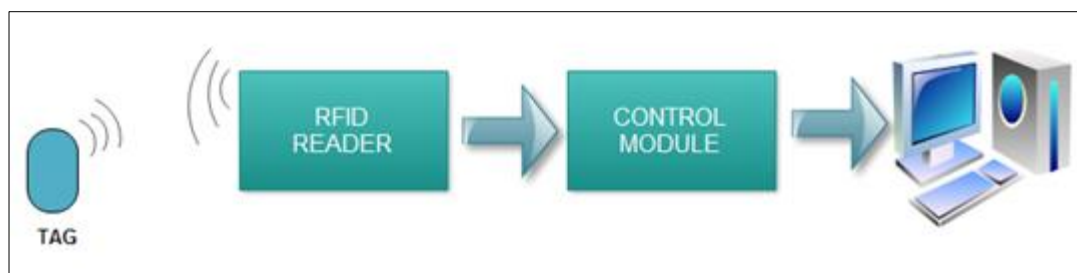 RFID
READER
CONTROL
MODULE
TAG